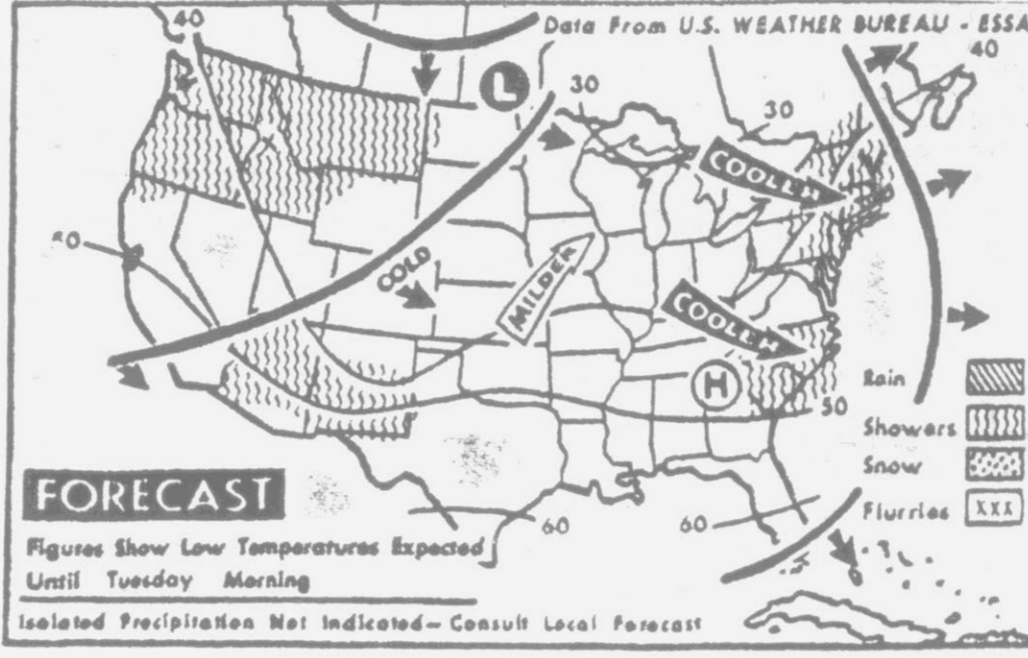 40
Data From U.S. WEATHER BUREAU - ESSA
40
L
30
30
COOLER
50
COLD
MILDER
COOLER
H
50
Rain
Showers
Snow
Flurries
XXX
FORECAST
60
60
Figures Show Low Temperatures Expected
Until Tuesday Morning
Isolated Precipitation Not Indicated— Consult Local Forecast